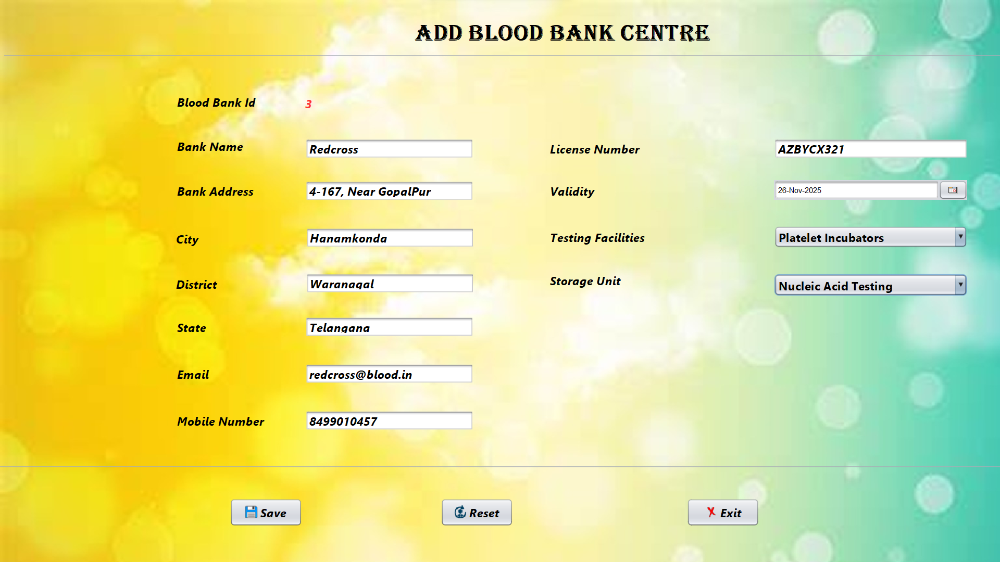 ADD BLOOD BANK CENTRE
Blood Bank Id 3
Bank Name Redcross License Number AZBYCX321
Bank Address 4-167, Near GopalPur Validity 26-Nov-2025
City Hanamkonda Testing Facilities Platelet Incubators
District Waranagal Storage Unit Nucleic Acid Testing
State Telangana
Email redcross@blood.in
Mobile Number 8499010457
Save Reset Exit